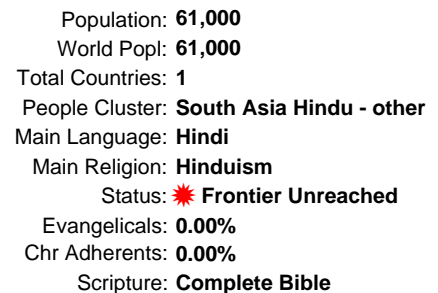 Population: 61,000
World Popl: 61,000
Total Countries: 1
People Cluster: South Asia Hindu - other
Main Language: Hindi
Main Religion: Hinduism
Status: Frontier Unreached
Evangelicals: 0.00%
Chr Adherents: 0.00%
Scripture: Complete Bible